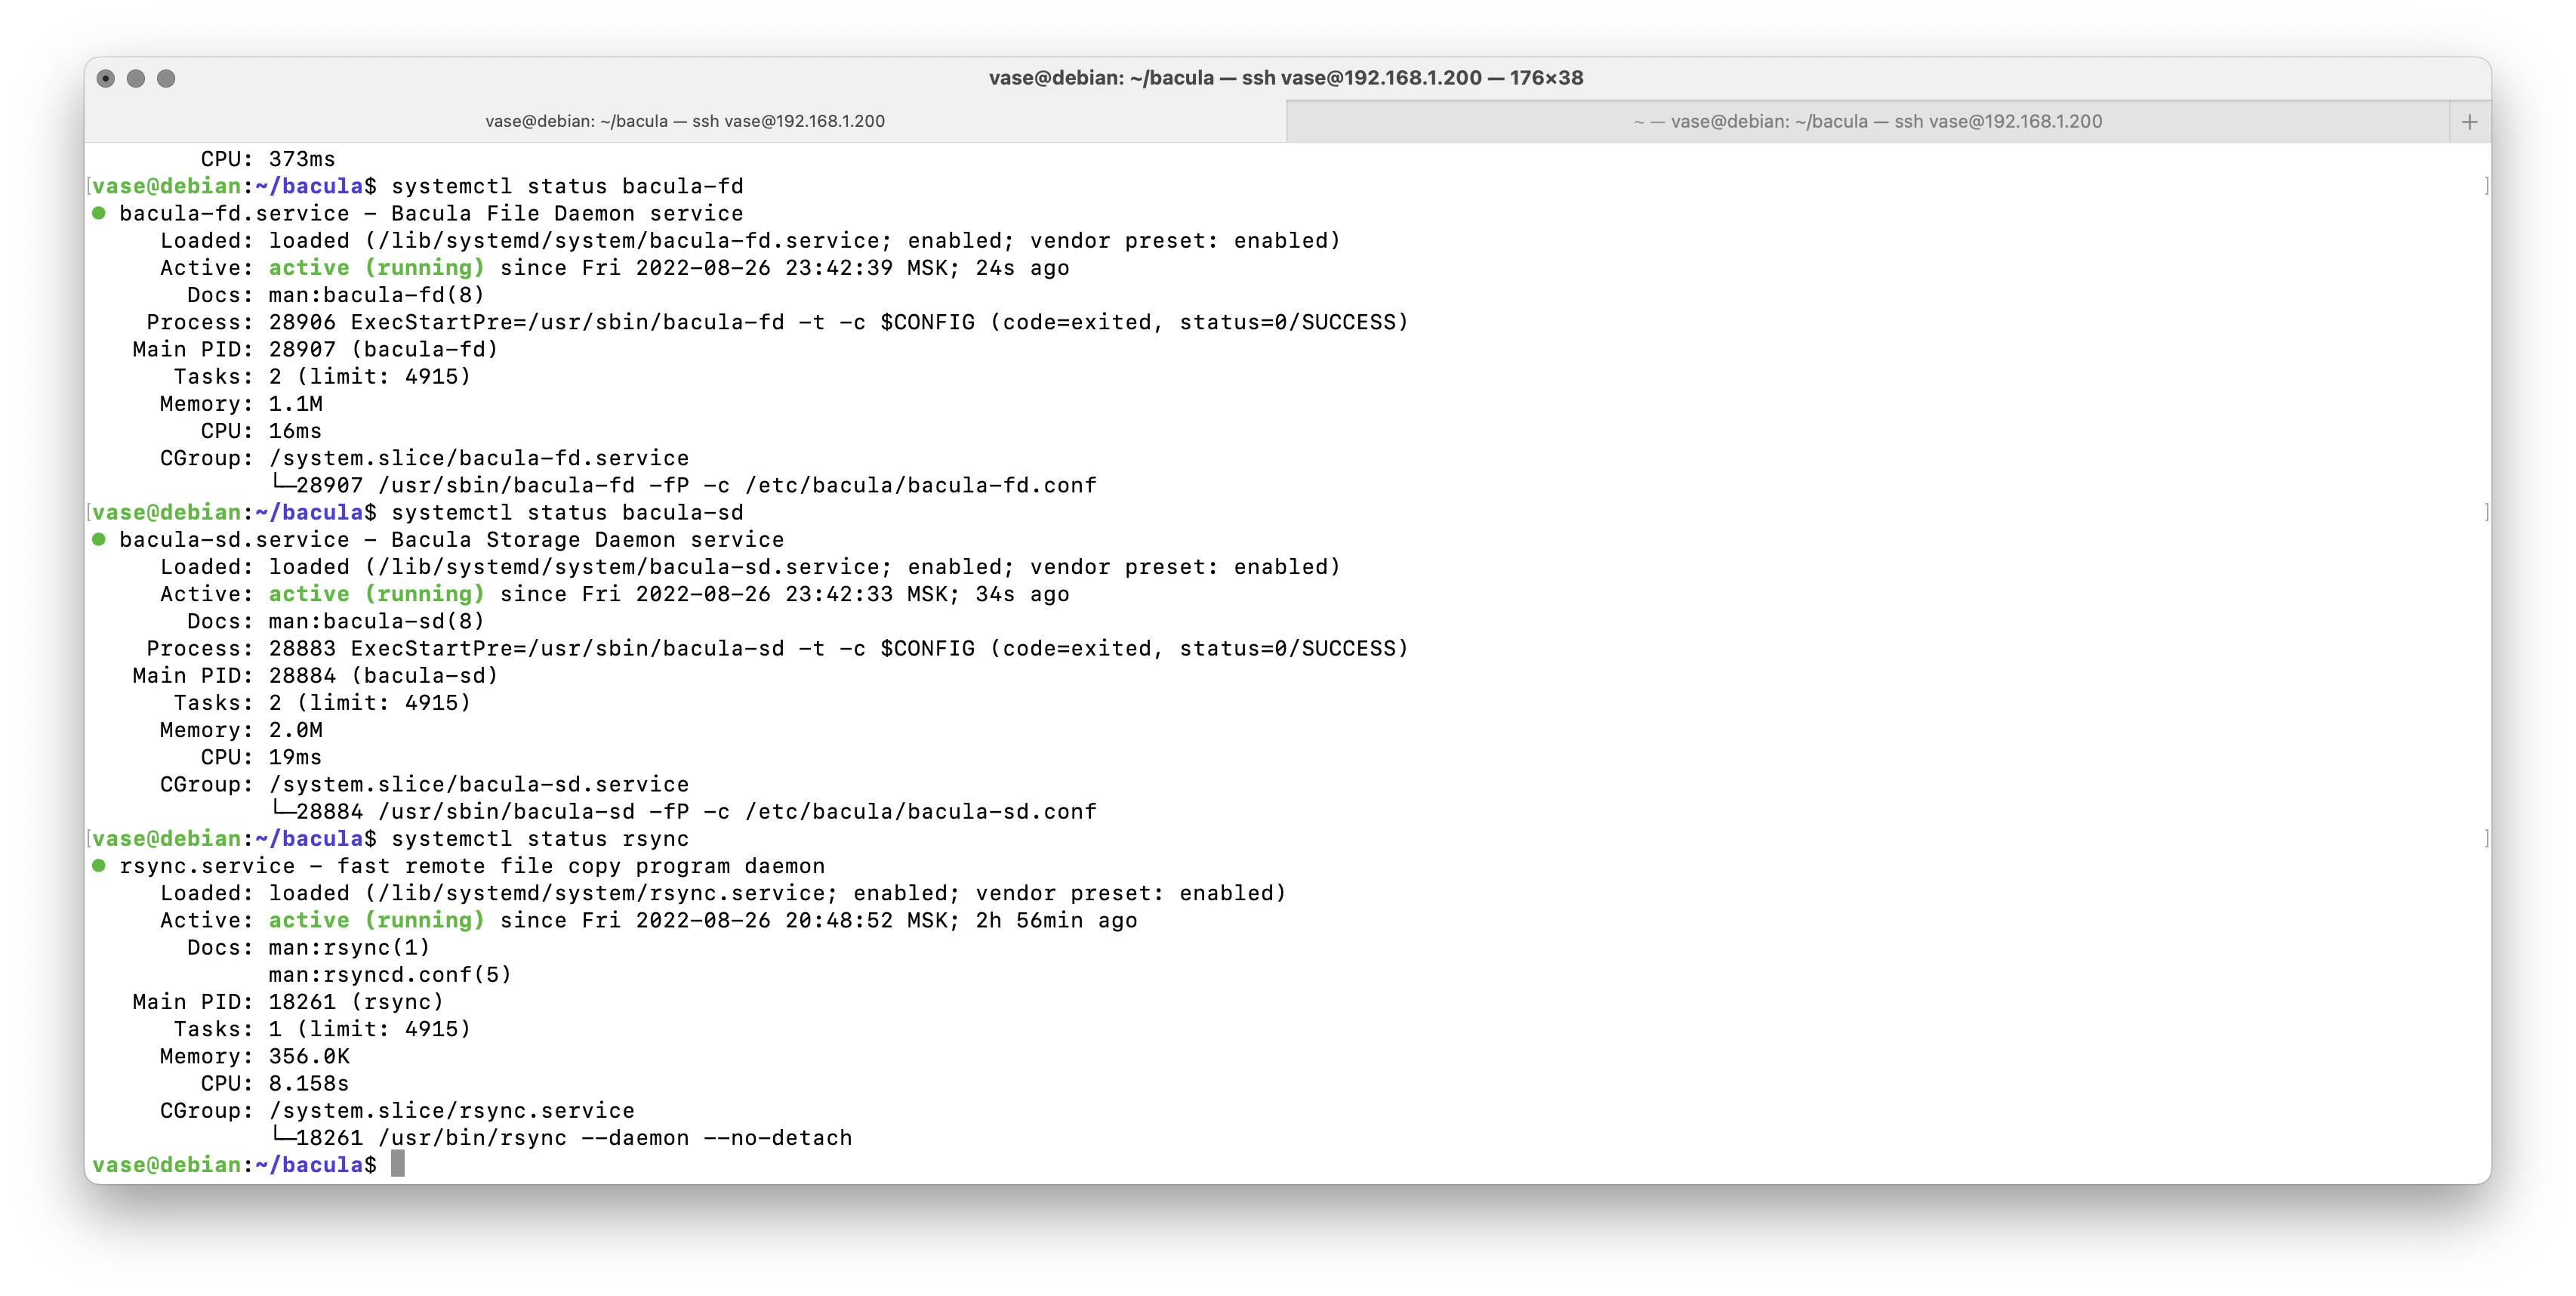 vase@debian: ~/bacula — ssh vase@192.168.1.200 — 176×38
vase@debian: ~/bacula — ssh vase@192.168.1.200
~ — vase@debian: ~/bacula — ssh vase@192.168.1.200
+
CPU: 373ms
[vase@debian:~/bacula$ systemctl status bacula-fd ]
● bacula-fd.service - Bacula File Daemon service
Loaded: loaded (/lib/systemd/system/bacula-fd.service; enabled; vendor preset: enabled)
Active: active (running) since Fri 2022-08-26 23:42:39 MSK; 24s ago
Docs: man:bacula-fd(8)
Process: 28906 ExecStartPre=/usr/sbin/bacula-fd -t -c $CONFIG (code=exited, status=0/SUCCESS)
Main PID: 28907 (bacula-fd)
Tasks: 2 (limit: 4915)
Memory: 1.1M
CPU: 16ms
CGroup: /system.slice/bacula-fd.service
└─28907 /usr/sbin/bacula-fd -fP -c /etc/bacula/bacula-fd.conf
[vase@debian:~/bacula$ systemctl status bacula-sd ]
● bacula-sd.service - Bacula Storage Daemon service
Loaded: loaded (/lib/systemd/system/bacula-sd.service; enabled; vendor preset: enabled)
Active: active (running) since Fri 2022-08-26 23:42:33 MSK; 34s ago
Docs: man:bacula-sd(8)
Process: 28883 ExecStartPre=/usr/sbin/bacula-sd -t -c $CONFIG (code=exited, status=0/SUCCESS)
Main PID: 28884 (bacula-sd)
Tasks: 2 (limit: 4915)
Memory: 2.0M
CPU: 19ms
CGroup: /system.slice/bacula-sd.service
└─28884 /usr/sbin/bacula-sd -fP -c /etc/bacula/bacula-sd.conf
[vase@debian:~/bacula$ systemctl status rsync ]
● rsync.service - fast remote file copy program daemon
Loaded: loaded (/lib/systemd/system/rsync.service; enabled; vendor preset: enabled)
Active: active (running) since Fri 2022-08-26 20:48:52 MSK; 2h 56min ago
Docs: man:rsync(1)
man:rsyncd.conf(5)
Main PID: 18261 (rsync)
Tasks: 1 (limit: 4915)
Memory: 356.0K
CPU: 8.158s
CGroup: /system.slice/rsync.service
└─18261 /usr/bin/rsync --daemon --no-detach
vase@debian:~/bacula$